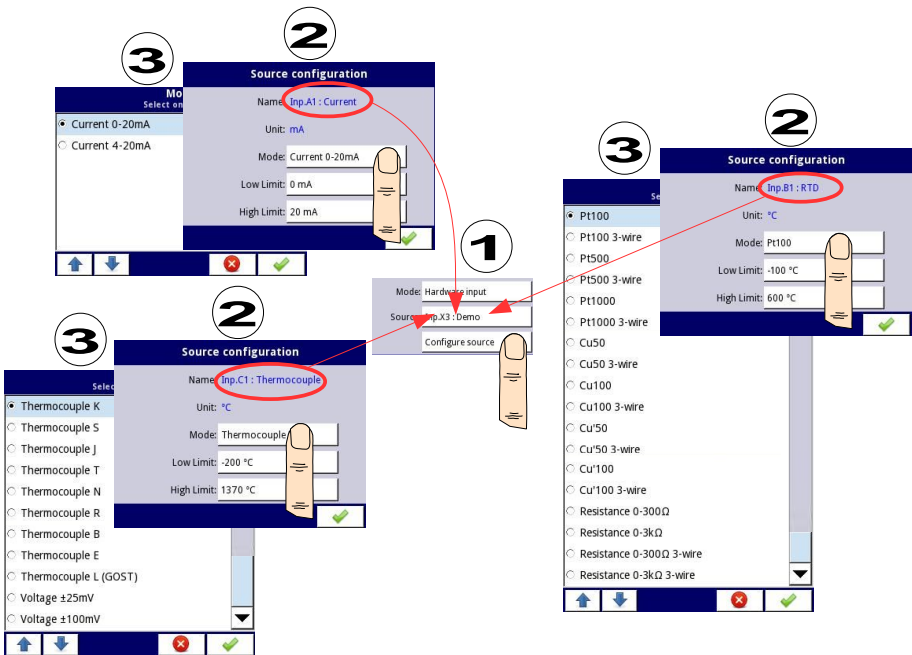 3
2
Source configuration
Mo
Select on
Current 0-20mA
Current 4-20mA
Name: Inp.A1 : Current
Unit: mA
Mode: Current 0-20mA
Low Limit: 0 mA
High Limit: 20 mA
1
Mode: Hardware input
Inp.X3 : Demo
Configure source
3
2
Source configuration
Se
Name: Inp.B1 : RTD
Unit: °C
Mode: Pt100
Low Limit: -100 °C
High Limit: 600 °C
Pt100
Pt100 3-wire
Pt500
Pt500 3-wire
Pt1000
Pt1000 3-wire
Cu50
Cu50 3-wire
Cu100
Cu100 3-wire
Cu'50
Cu'50 3-wire
Cu'100
Cu'100 3-wire
Resistance 0-300Ω
Resistance 0-3kΩ
Resistance 0-300Ω 3-wire
Resistance 0-3kΩ 3-wire
3
2
Source configuration
Selec
Name: Inp.C1 : Thermocouple
Unit: °C
Mode: Thermocouple
Low Limit: -200 °C
High Limit: 1370 °C
Thermocouple K
Thermocouple S
Thermocouple J
Thermocouple T
Thermocouple N
Thermocouple R
Thermocouple B
Thermocouple E
Thermocouple L (GOST)
Voltage ±25mV
Voltage ±100mV